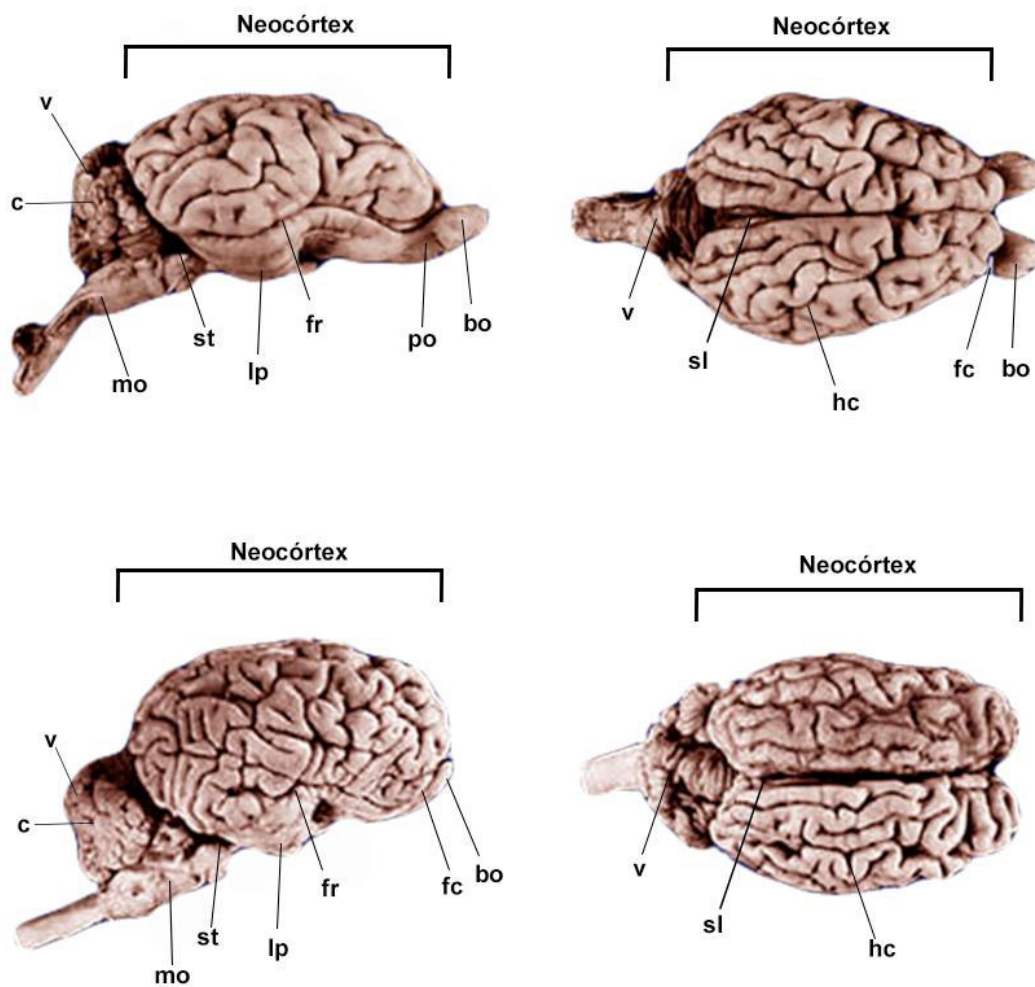 Neocórtex
v
c
mo
st
lp
fr
po
bo
Neocórtex
v
sl
hc
fc
bo
Neocórtex
v
c
mo
st
lp
fr
fc
bo
Neocórtex
v
sl
hc